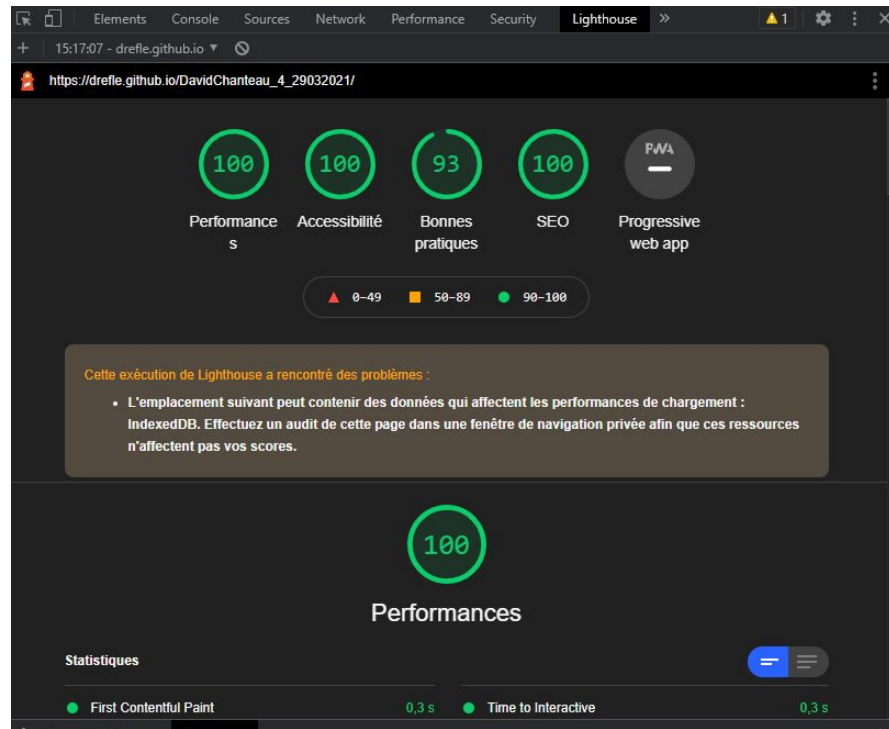 Elements Console Sources Network Performance Security Lighthouse » 1
15:17:07 - drefle.github.io
https://drefle.github.io/DavidChanteau_4_29032021/
100 100 93 100 PWA
Performance Accessibilité Bonnes SEO Progressive
s pratiques web app
0–49 50–89 90–100
Cette exécution de Lighthouse a rencontré des problèmes :
• L'emplacement suivant peut contenir des données qui affectent les performances de chargement :
IndexedDB. Effectuez un audit de cette page dans une fenêtre de navigation privée afin que ces ressources
n'affectent pas vos scores.
100
Performances
Statistiques
First Contentful Paint 0,3 s Time to Interactive 0,3 s